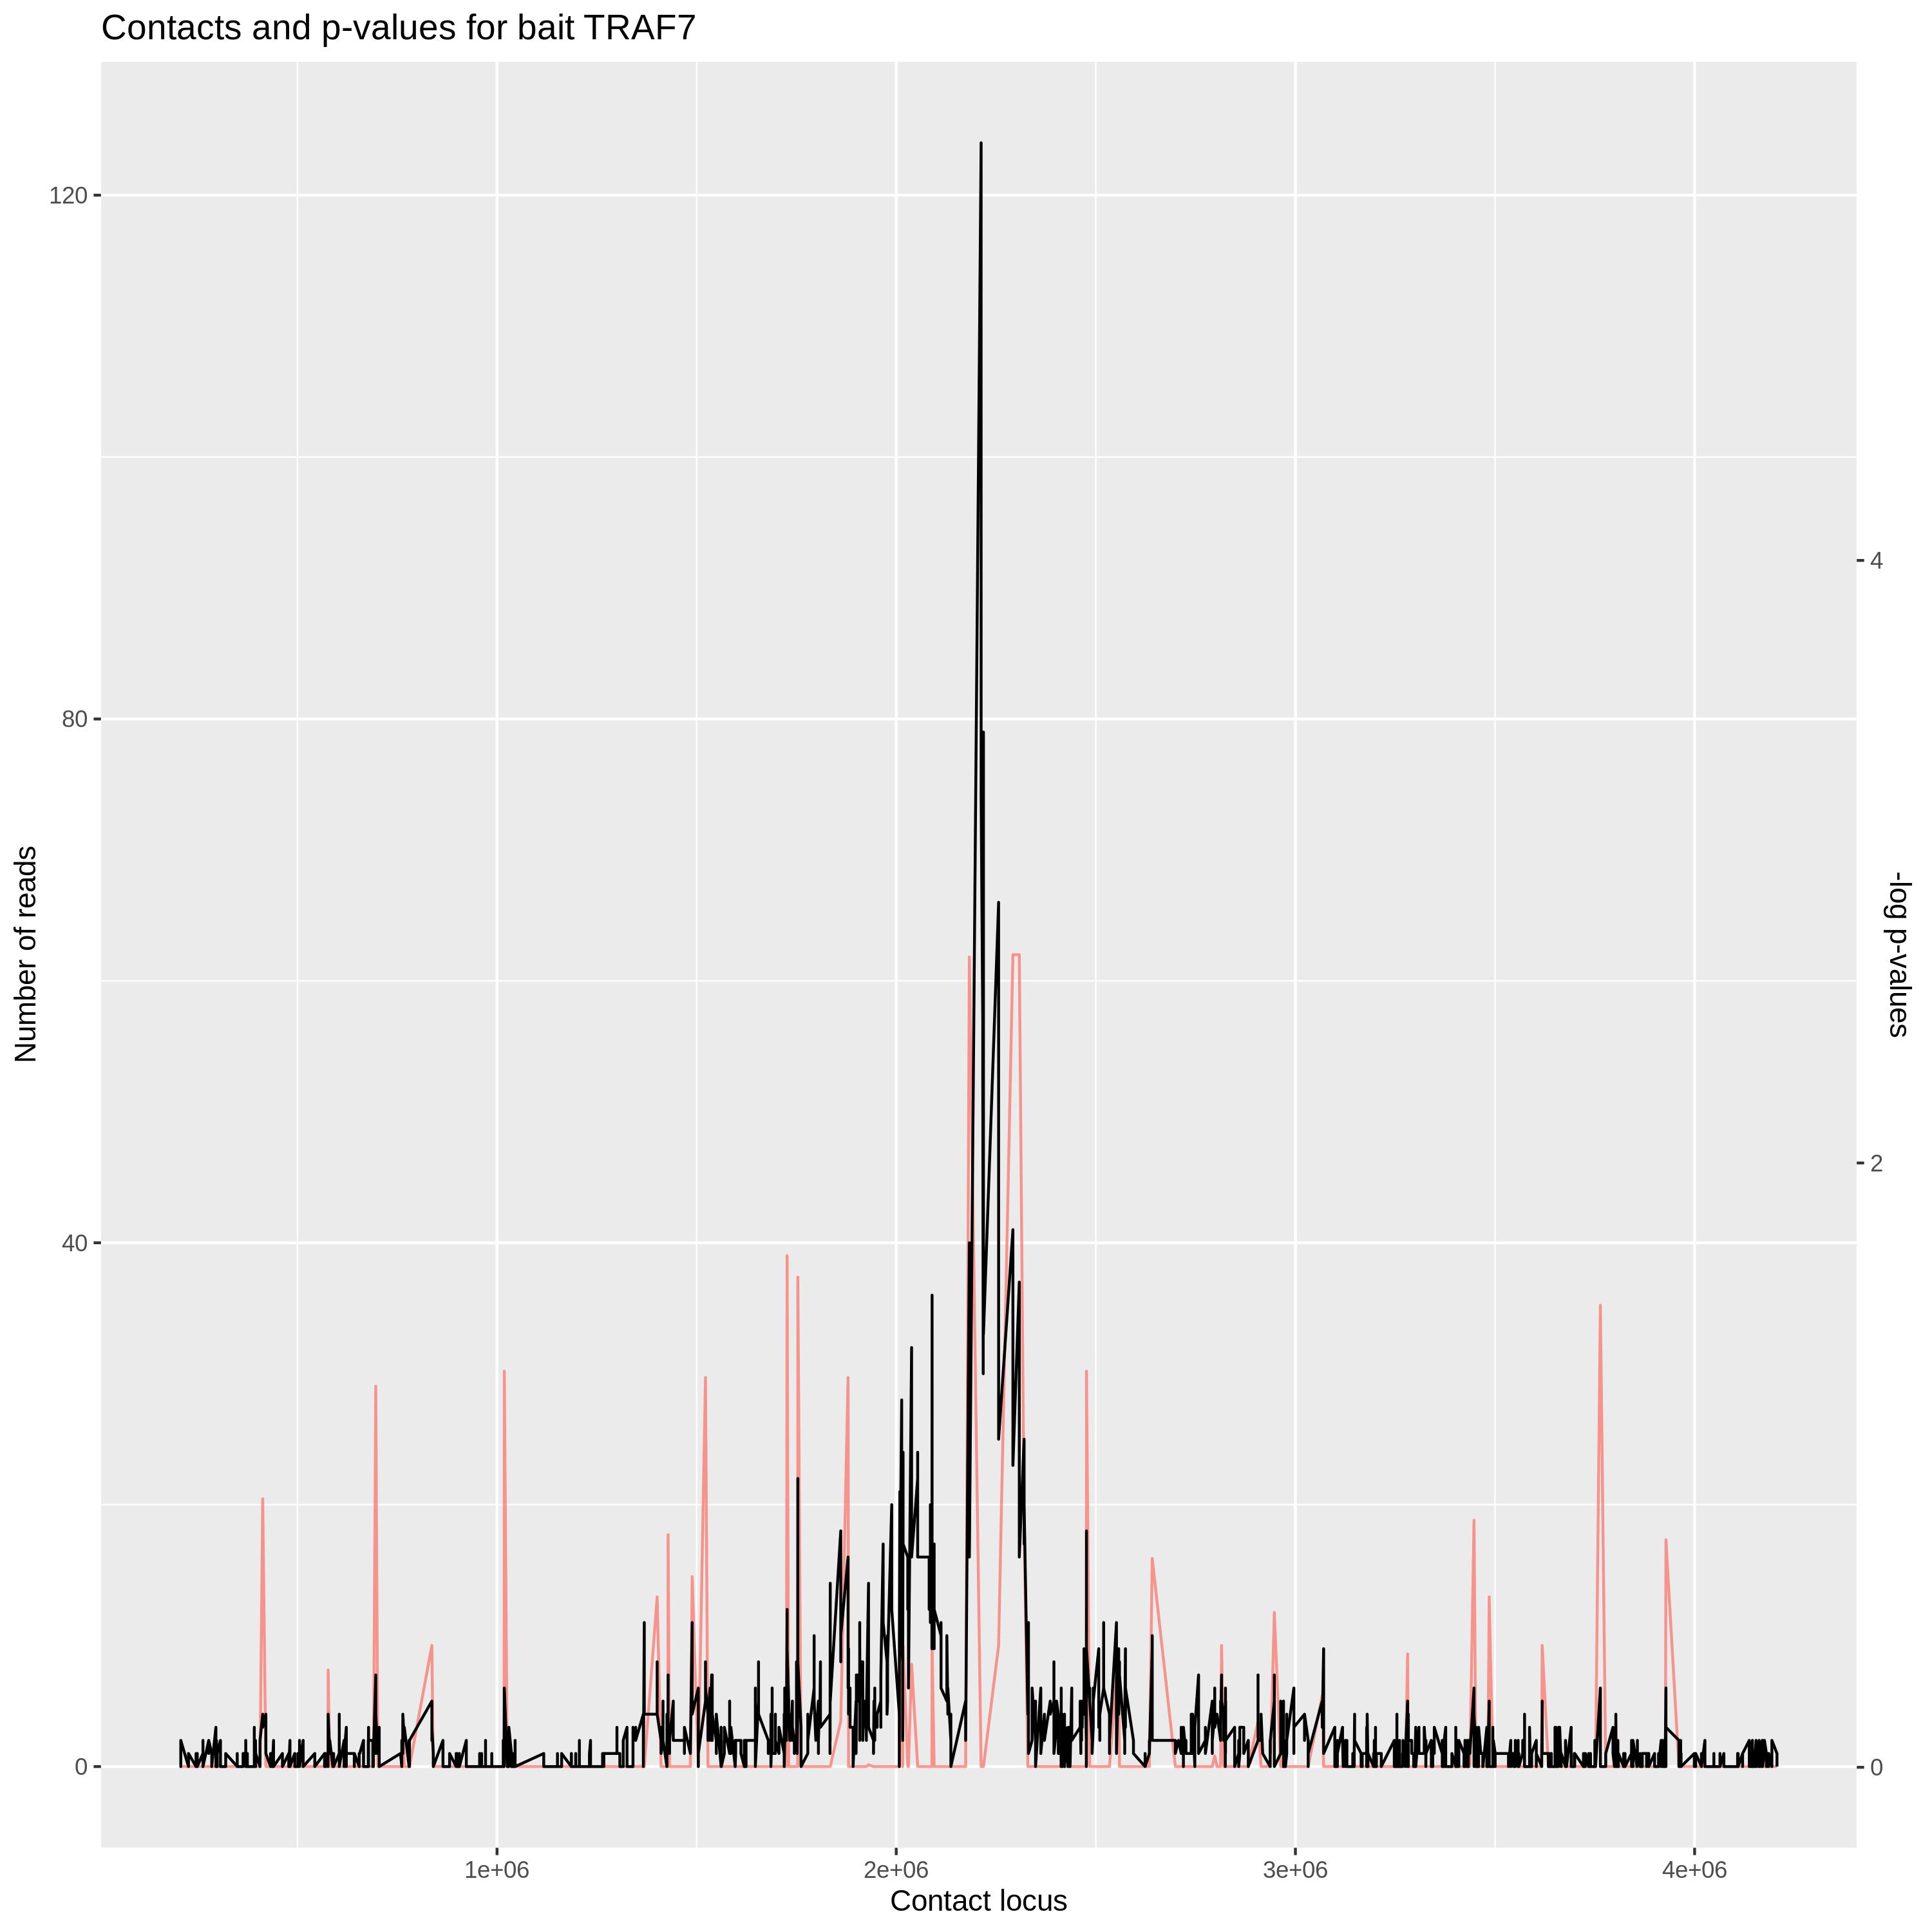 Contacts and p-values for bait TRAF7
120
80
40
0
Number of reads
4
2
0
-log p-values
1e+06
2e+06
3e+06
4e+06
Contact locus